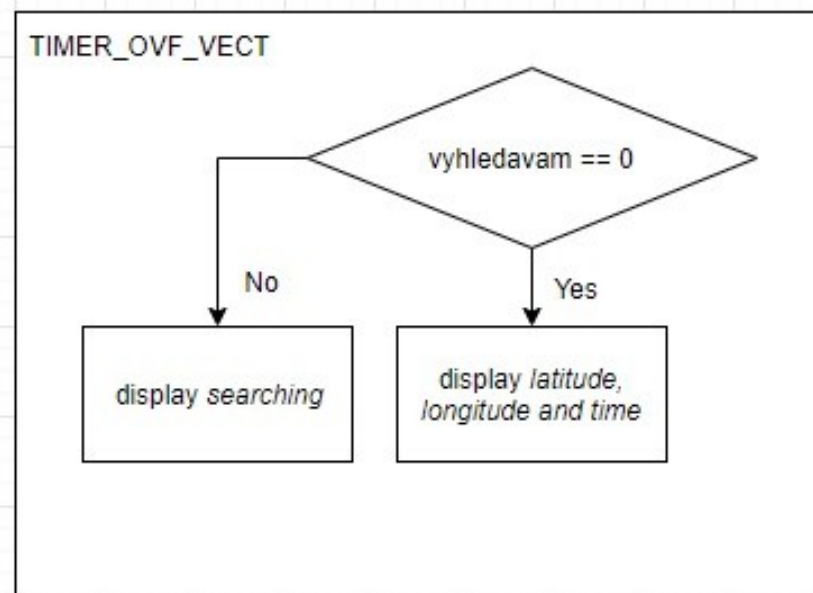 TIMER_OVF_VECT
vyhledavam == 0
No
Yes
display searching
display latitude,
longitude and time